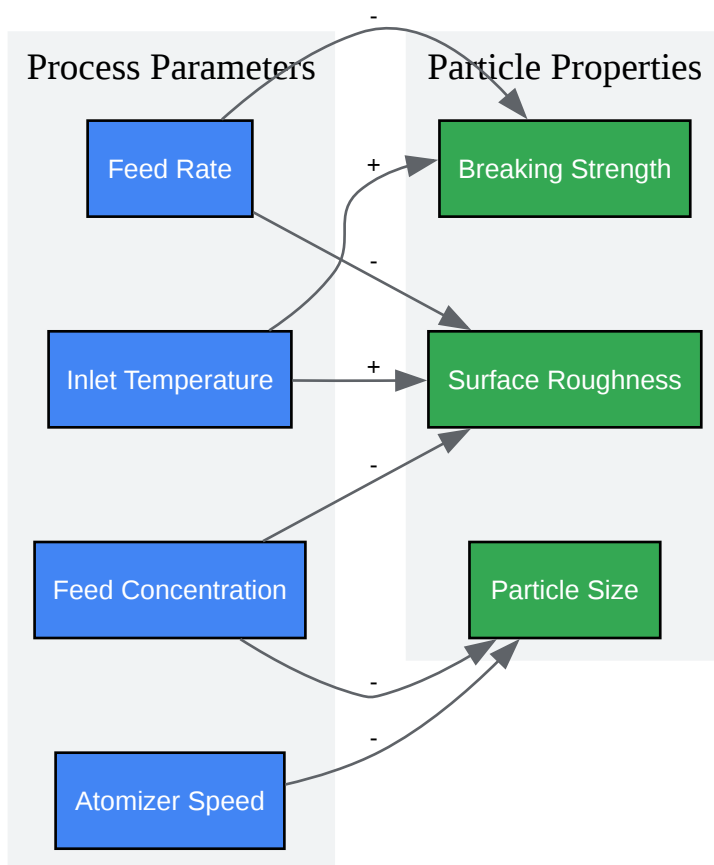 -
Process Parameters
Particle Properties
Feed Rate
+
Breaking Strength
-
Inlet Temperature
+
Surface Roughness
-
Feed Concentration
Particle Size
-
-
Atomizer Speed